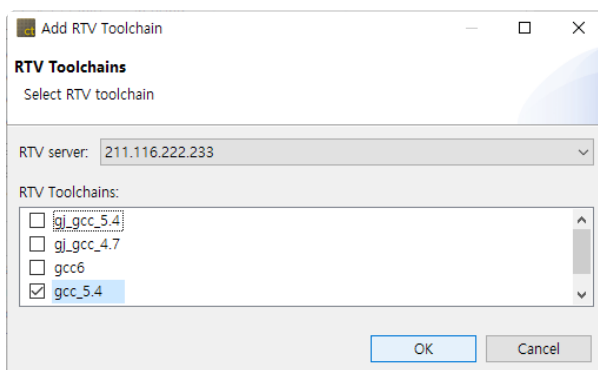 ct Add RTV Toolchain
RTV Toolchains
Select RTV toolchain
RTV server: 211.116.222.233
RTV Toolchains:
gj_gcc_5.4
gj_gcc_4.7
gcc6
gcc_5.4
OK Cancel